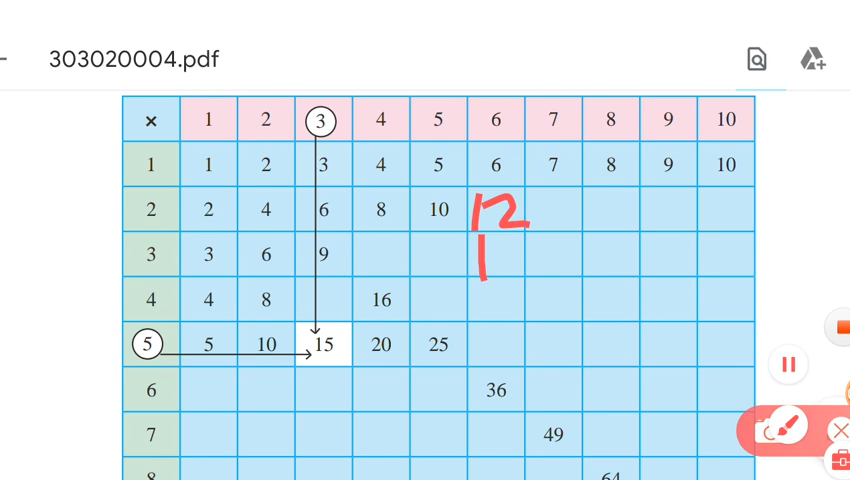 303020004.pdf
× 1 2 3 4 5 6 7 8 9 10
1 1 2 3 4 5 6 7 8 9 10
2 2 4 6 8 10 12
3 3 6 9 1
4 4 8 16
5 5 10 15 20 25
6 36
7 49
8 64